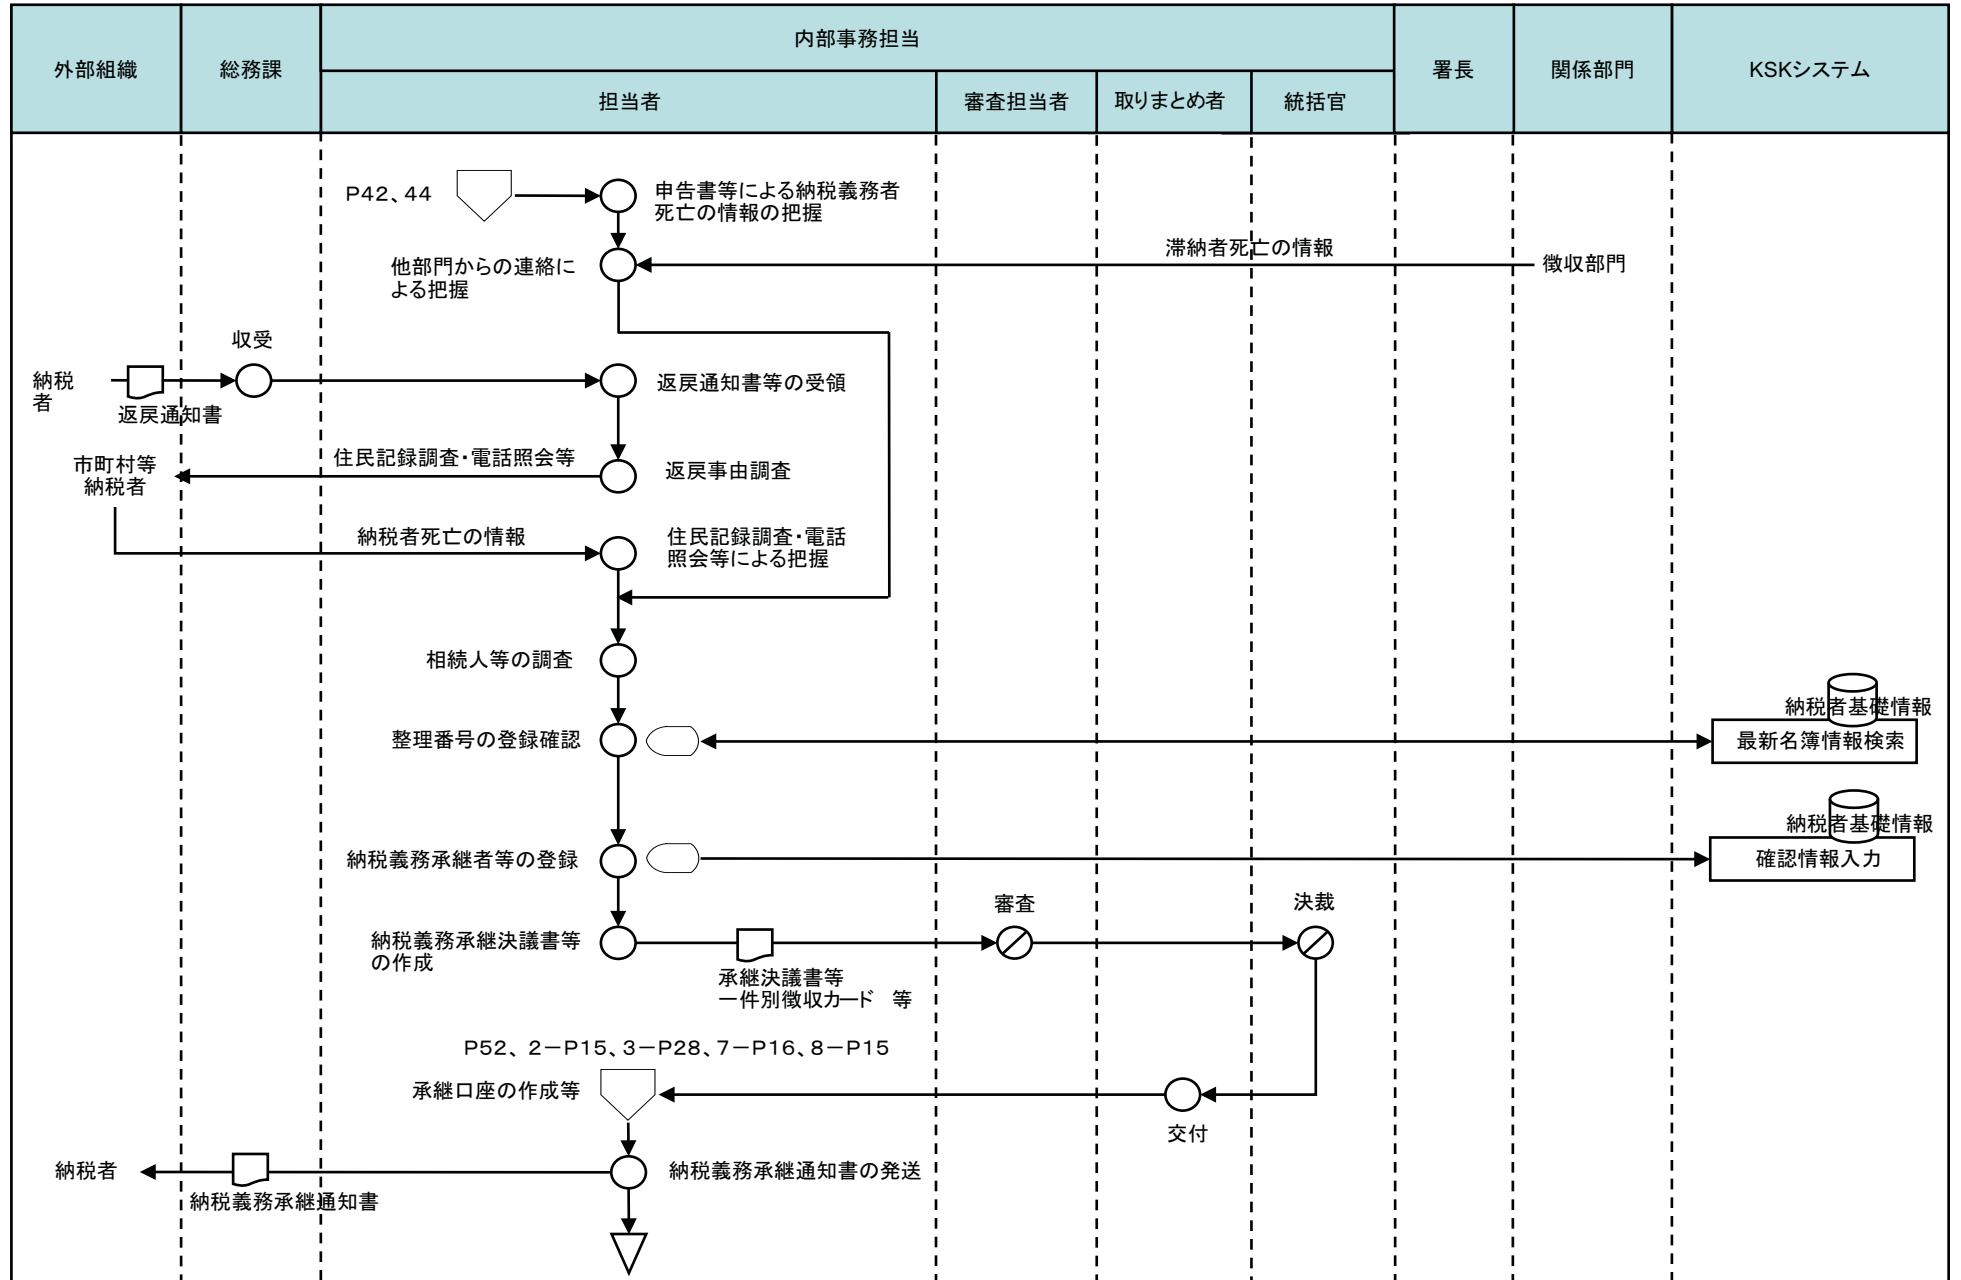 外部組織
総務課
内部事務担当
署長
関係部門
KSKシステム
担当者
審査担当者
取りまとめ者
統括官
P42、44
申告書等による納税義務者
死亡の情報の把握
他部門からの連絡に
よる把握
滞納者死亡の情報
徴収部門
収受
納税
者
返戻通知書
返戻通知書等の受領
市町村等
納税者
住民記録調査・電話照会等
返戻事由調査
納税者死亡の情報
住民記録調査・電話
照会等による把握
相続人等の調査
納税者基礎情報
整理番号の登録確認
最新名簿情報検索
納税者基礎情報
納税義務承継者等の登録
確認情報入力
審査
決裁
納税義務承継決議書等
の作成
承継決議書等
一件別徴収カード 等
P52、2－P15、3－P28、7－P16、8－P15
承継口座の作成等
交付
納税者
納税義務承継通知書
納税義務承継通知書の発送